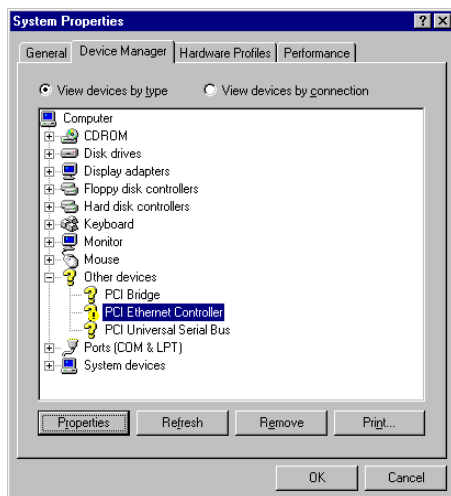 System Properties
General Device Manager Hardware Profiles Performance
View devices by type View devices by connection
Computer
CDROM
Disk drives
Display adapters
Floppy disk controllers
Hard disk controllers
Keyboard
Monitor
Mouse
Other devices
PCI Bridge
PCI Ethernet Controller
PCI Universal Serial Bus
Ports (COM & LPT)
System devices
Properties Refresh Remove Print...
OK Cancel